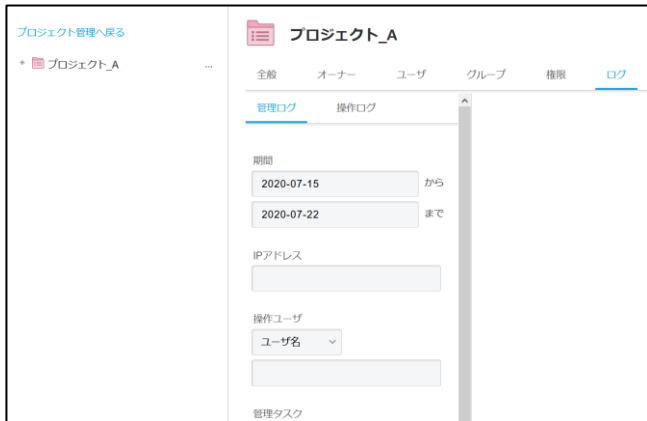 プロジェクト管理へ戻る
プロジェクト_A
...
プロジェクト_A
全般 オーナー ユーザ グループ 権限 ログ
管理ログ 操作ログ
期間
2020-07-15 から
2020-07-22 まで
IPアドレス
操作ユーザ
ユーザ名
管理タスク